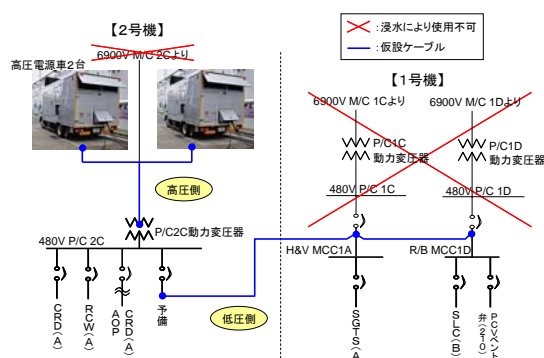 ：浸水により使用不可
：仮設ケーブル
【2号機】
6900V M/C 2Cより
高圧電源車2台
高圧側
P/C2C動力変圧器
480V P/C 2C
CRD(A)
RCW(A)
CRD(A)
AOP
予備
低圧側
【1号機】
6900V M/C 1Cより
6900V M/C 1Dより
P/C1C
動力変圧器
P/C1D
動力変圧器
480V P/C 1C
480V P/C 1D
H&V MCC1A
R/B MCC1D
SGTS(A)
SLC(B)
PCVベント
弁(210)